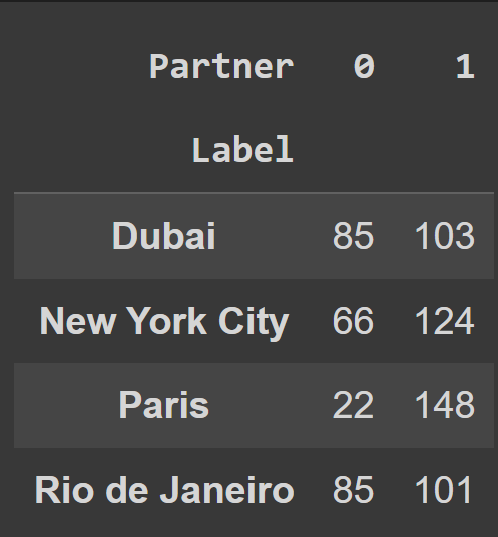 Partner 0 1
Label
Dubai 85 103
New York City 66 124
Paris 22 148
Rio de Janeiro 85 101